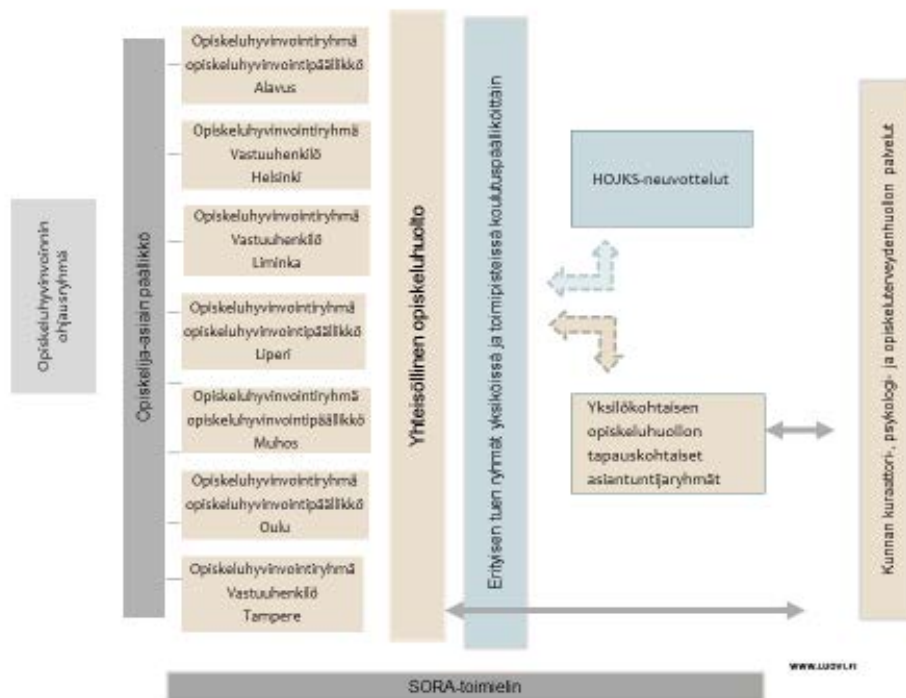 Opiskeluhyvinvoinnin
ohjausryhmä
Opiskelija-asiain päällikkö
Opiskeluhyvinvointiryhmä
opiskeluhyvinvointipäällikkö
Alavus
Opiskeluhyvinvointiryhmä
Vastuuhenkilö
Helsinki
Opiskeluhyvinvointiryhmä
Vastuuhenkilö
Liminka
Opiskeluhyvinvointiryhmä
opiskeluhyvinvointipäällikkö
Liperi
Opiskeluhyvinvointiryhmä
opiskeluhyvinvointipäällikkö
Muhos
Opiskeluhyvinvointiryhmä
opiskeluhyvinvointipäällikkö
Oulu
Opiskeluhyvinvointiryhmä
Vastuuhenkilö
Tampere
Yhteisöllinen opiskeluhuolto
Erityisen tuen ryhmät yksiköissä ja toimipisteissä koulutuspäälliköittäin
HOJKS-neuvottelut
Yksilökohtaisen
opiskeluhuollon
tapauskohtaiset
asiantuntijaryhmät
Kunnan kuraattori-, psykologi- ja opiskeluterveydenhuollon palvelut
WWW.LUOVI.FI
SORA-toimielin